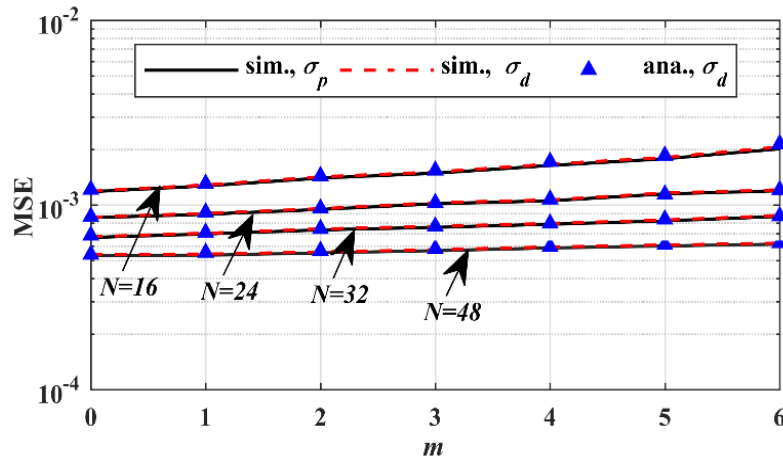 10^-2
sim., σ_p sim., σ_d ana., σ_d
MSE
10^-3
N=16 N=24 N=32 N=48
10^-4
0 1 2 3 4 5 6
m